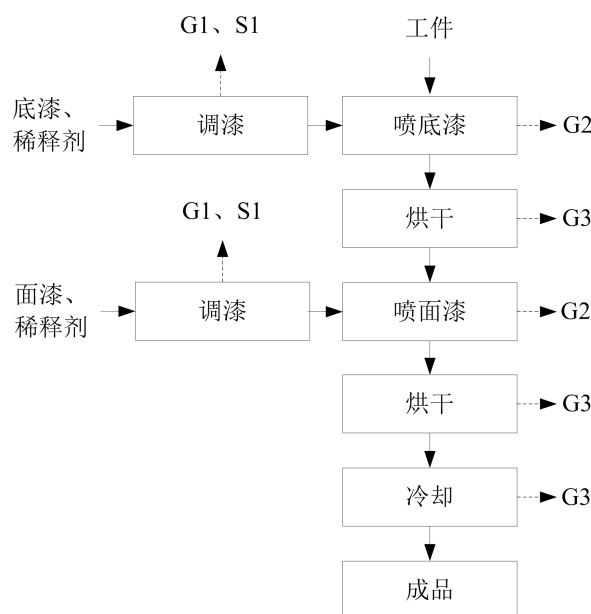 G1、S1
工件
底漆、
稀释剂
调漆
喷底漆
G2
G1、S1
烘干
G3
面漆、
稀释剂
调漆
喷面漆
G2
烘干
G3
冷却
G3
成品